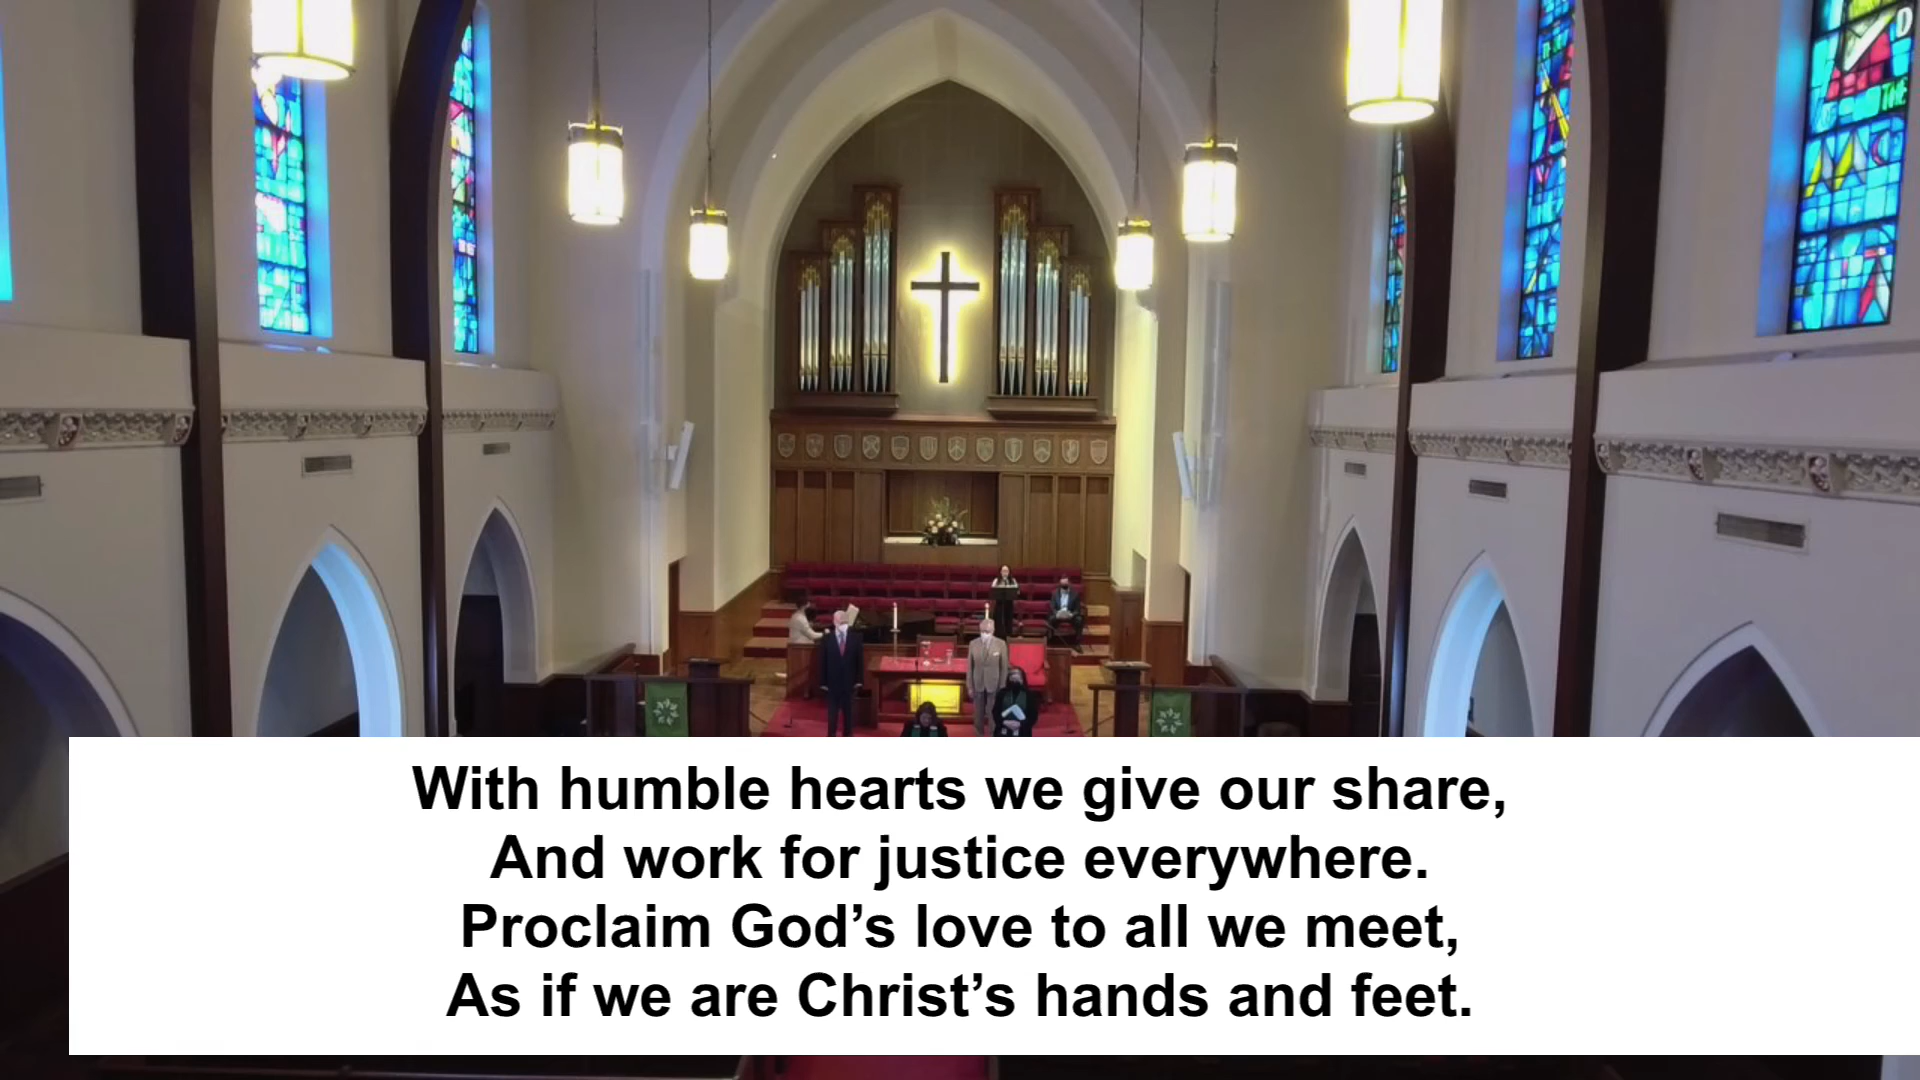 With humble hearts we give our share,
And work for justice everywhere.
Proclaim God’s love to all we meet,
As if we are Christ’s hands and feet.
THE